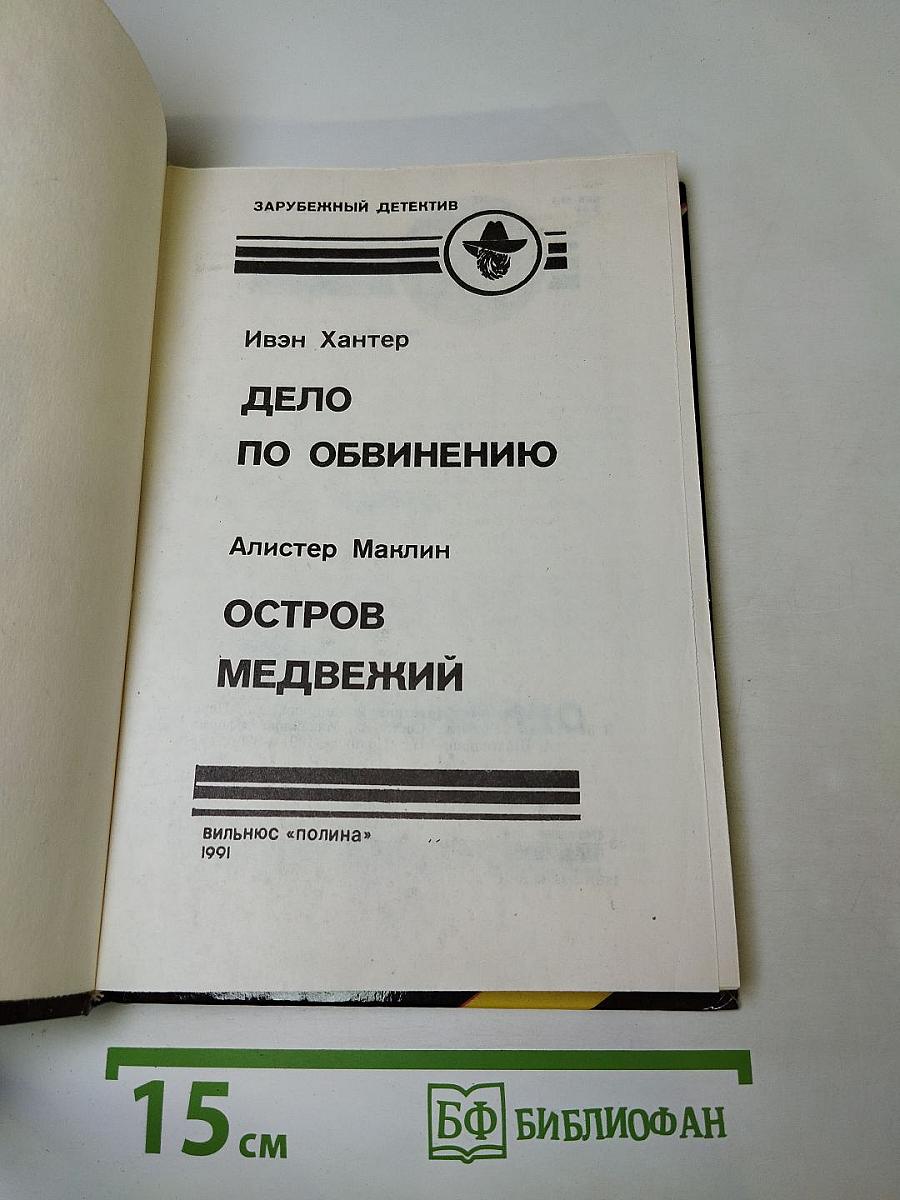 ЗАРУБЕЖНЫЙ ДЕТЕКТИВ
Ивэн Хантер
ДЕЛО
ПО ОБВИНЕНИЮ
Алистер Маклин
ОСТРОВ
МЕДВЕЖИЙ
ВИЛЬНЮС «ПОЛИНА»
1991
15 см
БФ БИБЛИОФАН